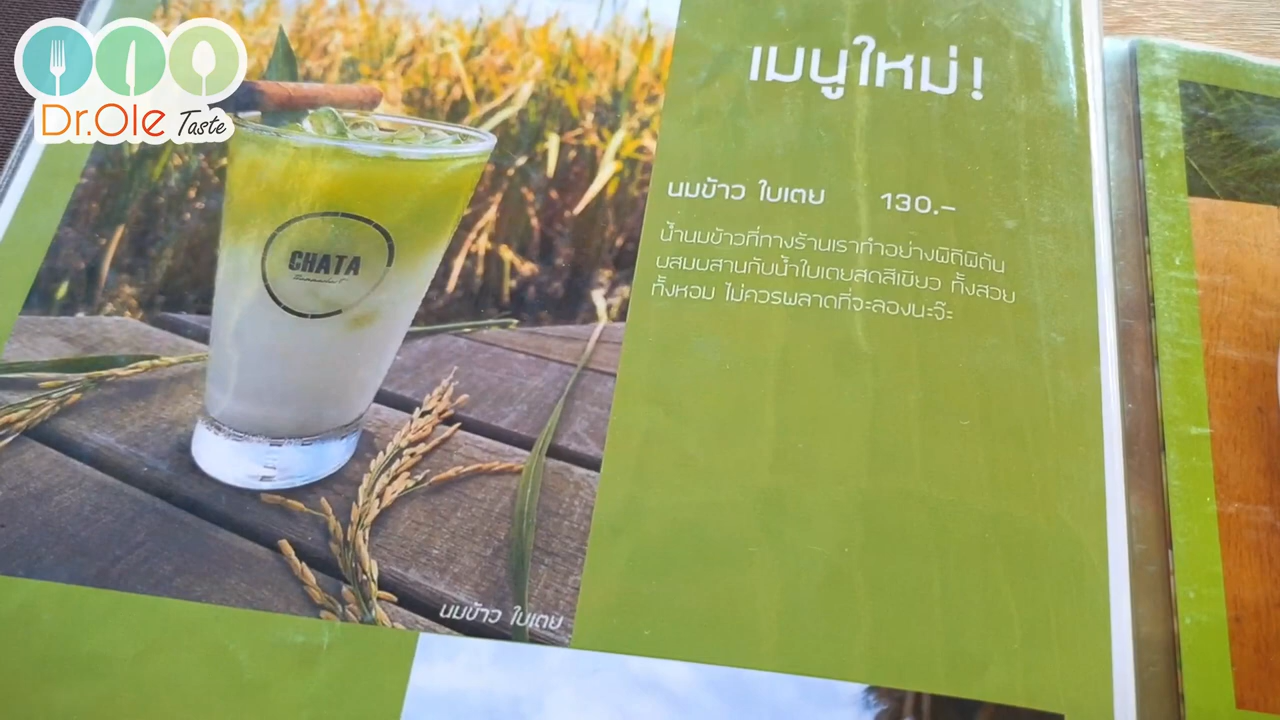 Dr.Ole Taste
เมนูใหม่!
นมข้าว ใบเตย 130.-
น้ำนมข้าวที่ทางร้านเราทำอย่างพิถีพิถัน
ผสมผสานกับน้ำใบเตยสดสีเขียว ทั้งสวย
ทั้งหอม ไม่ควรพลาดที่จะลองนะจ๊ะ
CHATA
นมข้าว ใบเตย